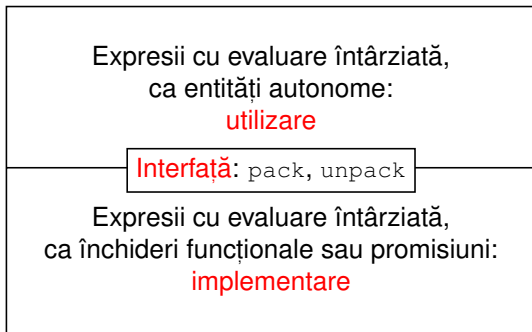 Expresii cu evaluare întârziată,
ca entități autonome:
utilizare
Interfață: pack, unpack
Expresii cu evaluare întârziată,
ca închideri funcționale sau promisiuni:
implementare